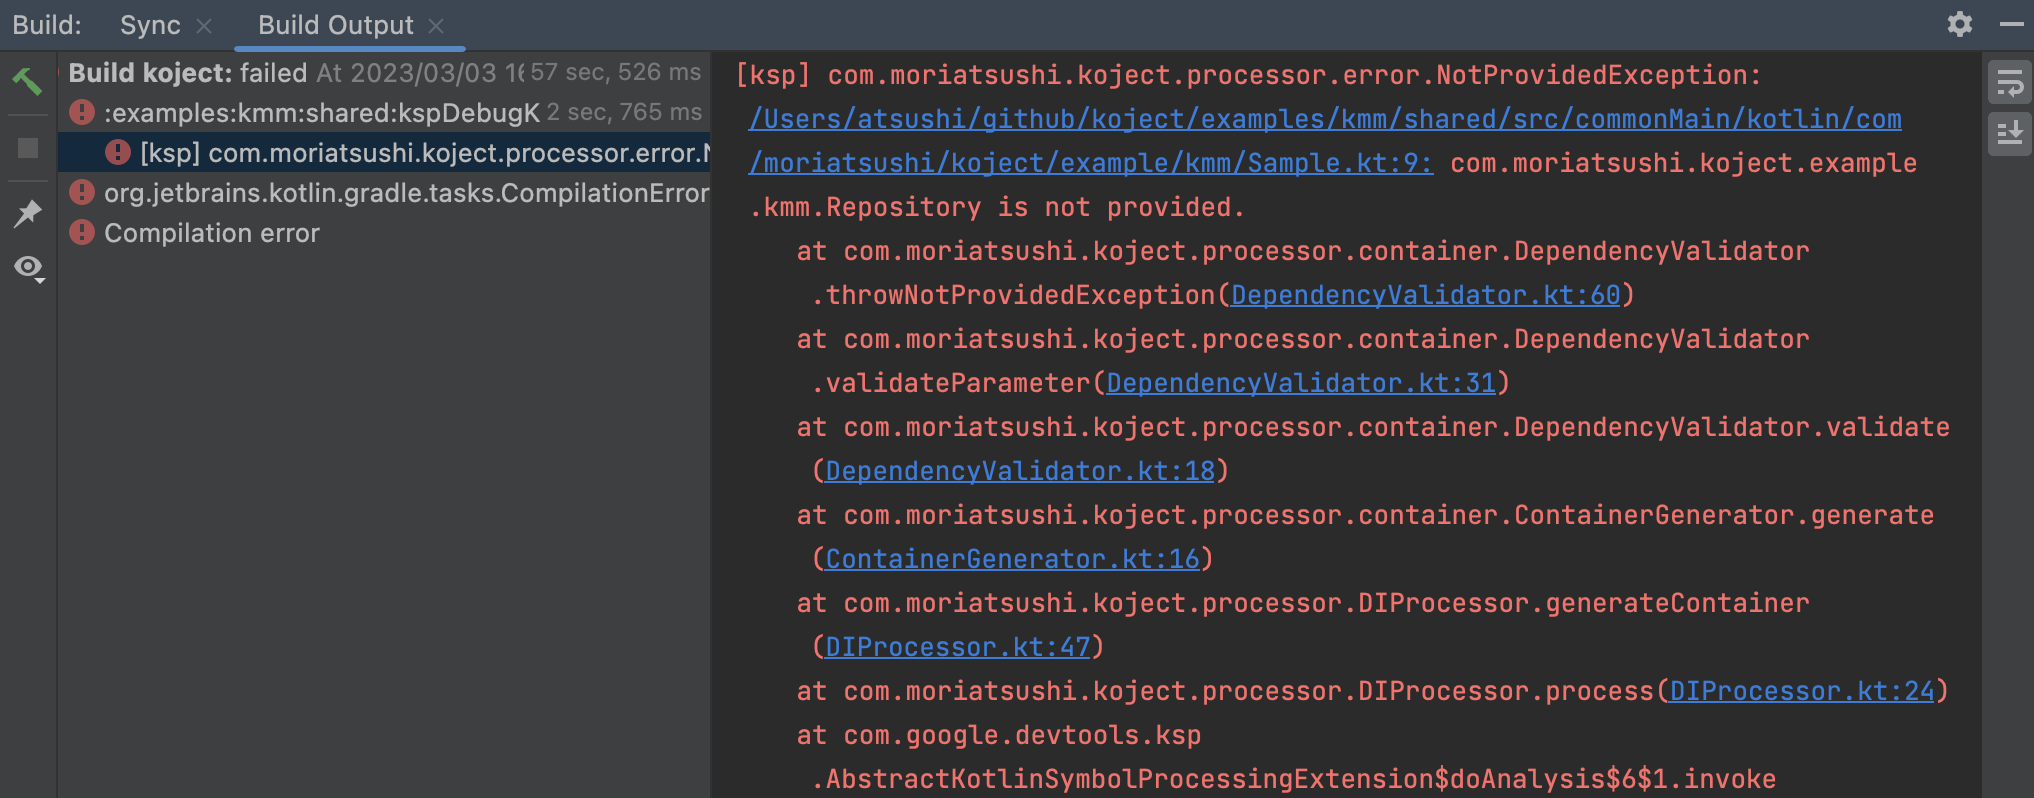 Build: Sync Build Output
Build koject: failed At 2023/03/03 16 57 sec, 526 ms
:examples:kmm:shared:kspDebugK 2 sec, 765 ms
[ksp] com.moriatsushi.koject.processor.error.N
org.jetbrains.kotlin.gradle.tasks.CompilationError
Compilation error
[ksp] com.moriatsushi.koject.processor.error.NotProvidedException:
/Users/atsushi/github/koject/examples/kmm/shared/src/commonMain/kotlin/com
/moriatsushi/koject/example/kmm/Sample.kt:9: com.moriatsushi.koject.example
.kmm.Repository is not provided.
at com.moriatsushi.koject.processor.container.DependencyValidator
.throwNotProvidedException(DependencyValidator.kt:60)
at com.moriatsushi.koject.processor.container.DependencyValidator
.validateParameter(DependencyValidator.kt:31)
at com.moriatsushi.koject.processor.container.DependencyValidator.validate
(DependencyValidator.kt:18)
at com.moriatsushi.koject.processor.container.ContainerGenerator.generate
(ContainerGenerator.kt:16)
at com.moriatsushi.koject.processor.DIProcessor.generateContainer
(DIProcessor.kt:47)
at com.moriatsushi.koject.processor.DIProcessor.process(DIProcessor.kt:24)
at com.google.devtools.ksp
.AbstractKotlinSymbolProcessingExtension$doAnalysis$6$1.invoke